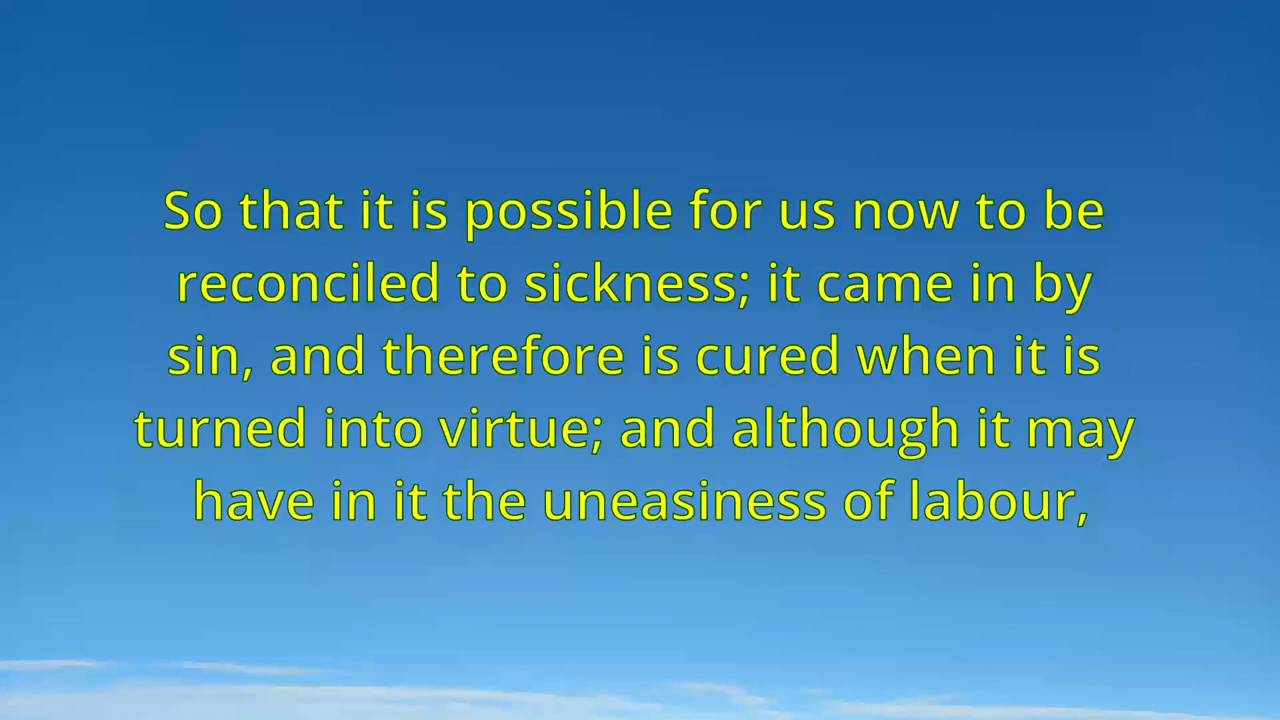 So that it is possible for us now to be
reconciled to sickness; it came in by
sin, and therefore is cured when it is
turned into virtue; and although it may
have in it the uneasiness of labour,